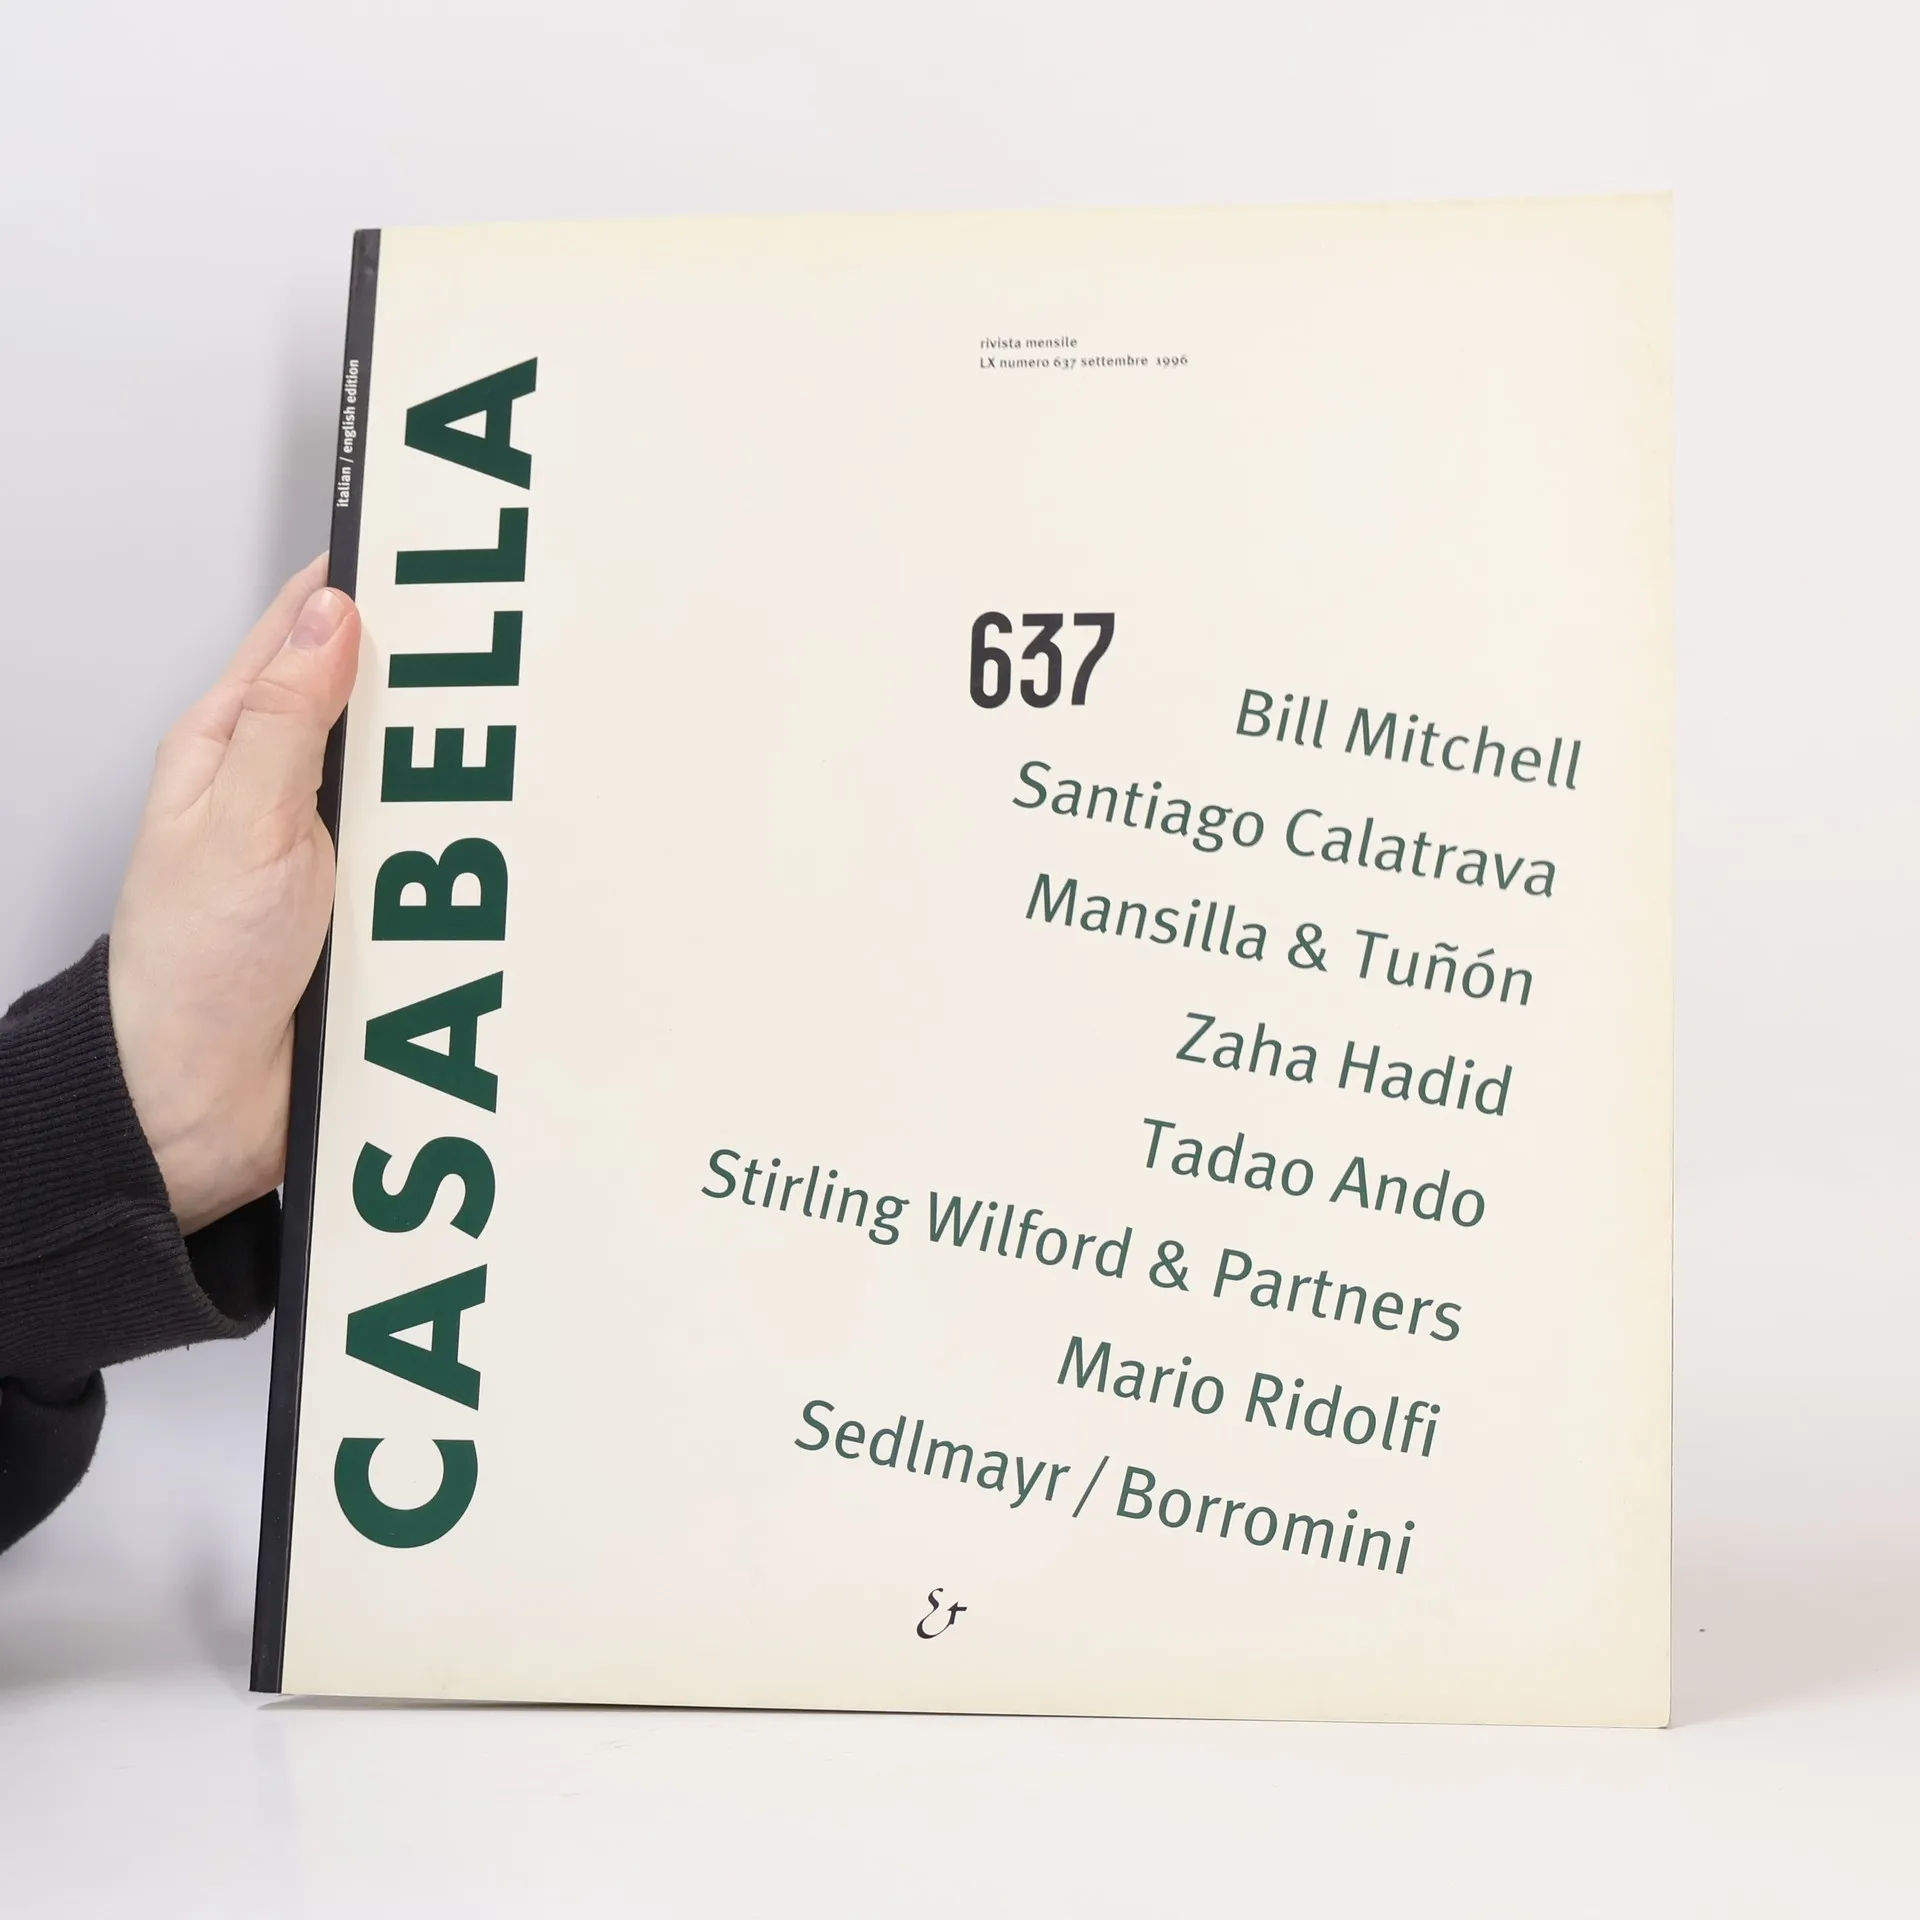 italian / english edition
CASABELLA
rivista mensile
LX numero 637 settembre 1996
637
Bill Mitchell
Santiago Calatrava
Mansilla & Tuñón
Zaha Hadid
Tadao Ando
Stirling Wilford & Partners
Mario Ridolfi
Sedlmayr / Borromini
&